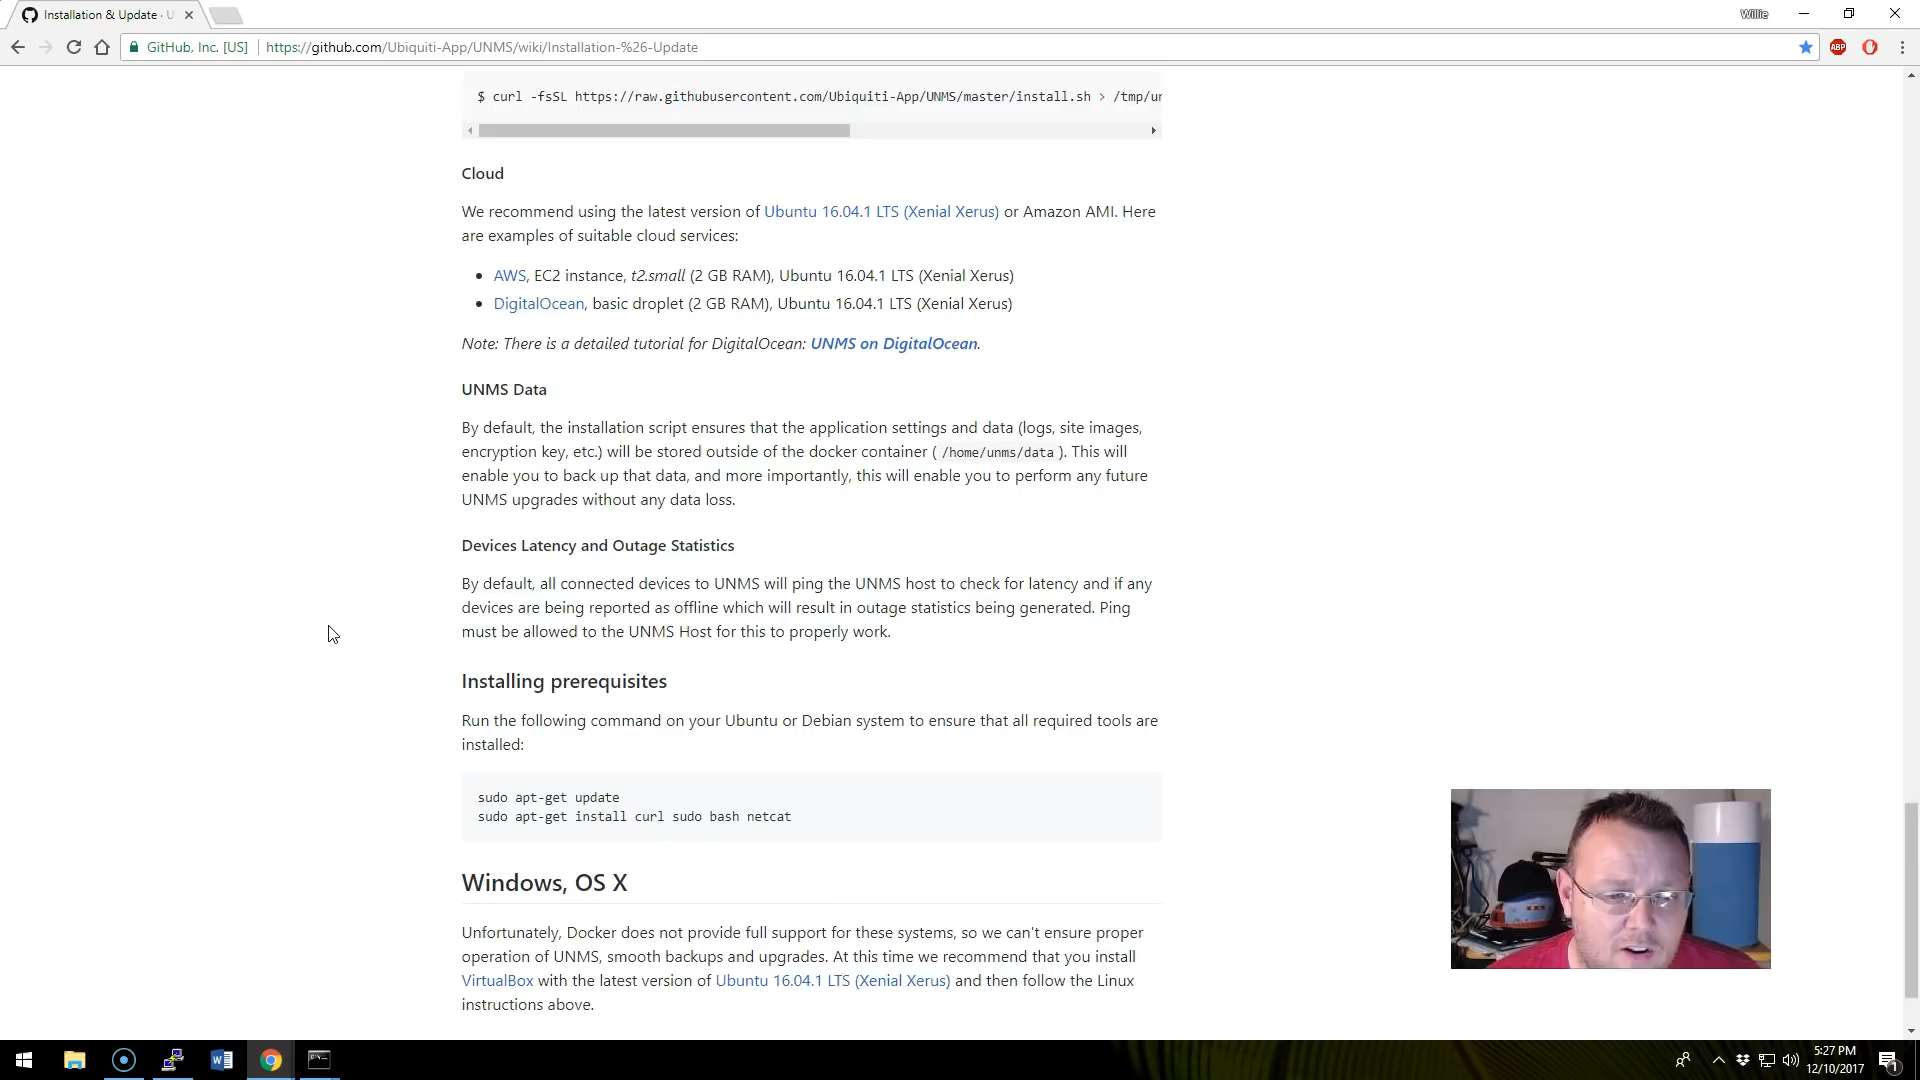 Installation & Update · U
Willie
GitHub, Inc. [US]
https://github.com/Ubiquiti-App/UNMS/wiki/Installation-%26-Update
ABP
$ curl -fsSL https://raw.githubusercontent.com/Ubiquiti-App/UNMS/master/install.sh > /tmp/un
Cloud
We recommend using the latest version of Ubuntu 16.04.1 LTS (Xenial Xerus) or Amazon AMI. Here
are examples of suitable cloud services:
• AWS, EC2 instance, t2.small (2 GB RAM), Ubuntu 16.04.1 LTS (Xenial Xerus)
• DigitalOcean, basic droplet (2 GB RAM), Ubuntu 16.04.1 LTS (Xenial Xerus)
Note: There is a detailed tutorial for DigitalOcean: UNMS on DigitalOcean.
UNMS Data
By default, the installation script ensures that the application settings and data (logs, site images,
encryption key, etc.) will be stored outside of the docker container ( /home/unms/data ). This will
enable you to back up that data, and more importantly, this will enable you to perform any future
UNMS upgrades without any data loss.
Devices Latency and Outage Statistics
By default, all connected devices to UNMS will ping the UNMS host to check for latency and if any
devices are being reported as offline which will result in outage statistics being generated. Ping
must be allowed to the UNMS Host for this to properly work.
Installing prerequisites
Run the following command on your Ubuntu or Debian system to ensure that all required tools are
installed:
sudo apt-get update
sudo apt-get install curl sudo bash netcat
Windows, OS X
Unfortunately, Docker does not provide full support for these systems, so we can't ensure proper
operation of UNMS, smooth backups and upgrades. At this time we recommend that you install
VirtualBox with the latest version of Ubuntu 16.04.1 LTS (Xenial Xerus) and then follow the Linux
instructions above.
5:27 PM
12/10/2017
1